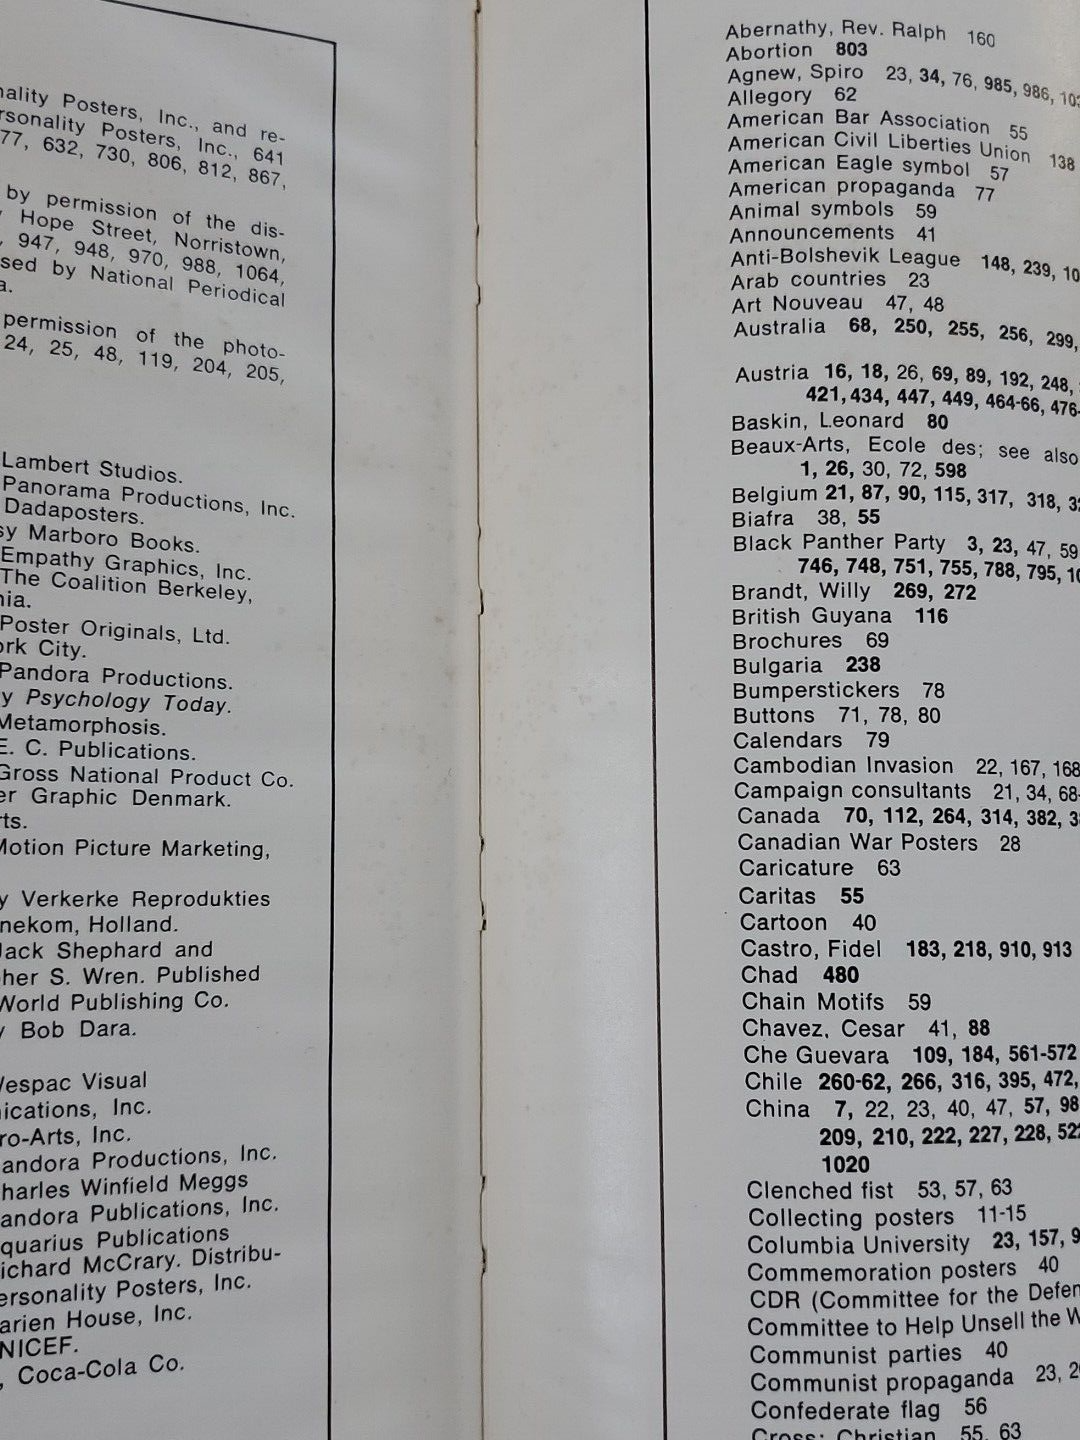 Posters, Inc., and re-
Posters, Inc., 641
77, 632, 730, 806, 812, 867,
by permission of the dis-
Hope Street, Norristown,
947, 948, 970, 988, 1064,
by National Periodical
permission of the photo-
24, 25, 48, 119, 204, 205,
Lambert Studios.
Panorama Productions, Inc.
Dadaposters.
Marboro Books.
Empathy Graphics, Inc.
The Coalition Berkeley,
Poster Originals, Ltd.
City.
Pandora Productions.
y Psychology Today.
Metamorphosis.
E. C. Publications.
Gross National Product Co.
Graphic Denmark.
Motion Picture Marketing,
y Verkerke Reprodukties
nekom, Holland.
Jack Shephard and
her S. Wren. Published
World Publishing Co.
Bob Dara.
Vespac Visual
ications, Inc.
ro-Arts, Inc.
andora Productions, Inc.
harles Winfield Meggs
andora Publications, Inc.
quarius Publications
ichard McCrary. Distribu-
ersonality Posters, Inc.
arien House, Inc.
NICEF.
, Coca-Cola Co.
Abernathy, Rev. Ralph 160
Abortion 803
Agnew, Spiro 23, 34, 76, 985, 986,
Allegory 62
American Bar Association 55
American Civil Liberties Union 138
American Eagle symbol 57
American propaganda 77
Animal symbols 59
Announcements 41
Anti-Bolshevik League 148, 239,
Arab countries 23
Art Nouveau 47, 48
Australia 68, 250, 255, 256, 299,
Austria 16, 18, 26, 69, 89, 192, 248,
421, 434, 447, 449, 464-66, 476-
Baskin, Leonard 80
Beaux-Arts, Ecole des; see also
1, 26, 30, 72, 598
Belgium 21, 87, 90, 115, 317, 318,
Biafra 38, 55
Black Panther Party 3, 23, 47, 59
746, 748, 751, 755, 788, 795,
Brandt, Willy 269, 272
British Guyana 116
Brochures 69
Bulgaria 238
Bumperstickers 78
Buttons 71, 78, 80
Calendars 79
Cambodian Invasion 22, 167, 168
Campaign consultants 21, 34, 68-
Canada 70, 112, 264, 314, 382,
Canadian War Posters 28
Caricature 63
Caritas 55
Cartoon 40
Castro, Fidel 183, 218, 910, 913
Chad 480
Chain Motifs 59
Chavez, Cesar 41, 88
Che Guevara 109, 184, 561-572
Chile 260-62, 266, 316, 395, 472,
China 7, 22, 23, 40, 47, 57, 98
209, 210, 222, 227, 228, 522
1020
Clenched fist 53, 57, 63
Collecting posters 11-15
Columbia University 23, 157,
Commemoration posters 40
CDR (Committee for the Defen
Committee to Help Unsell the W
Communist parties 40
Communist propaganda 23,
Confederate flag 56
Cross: Christian 55, 63